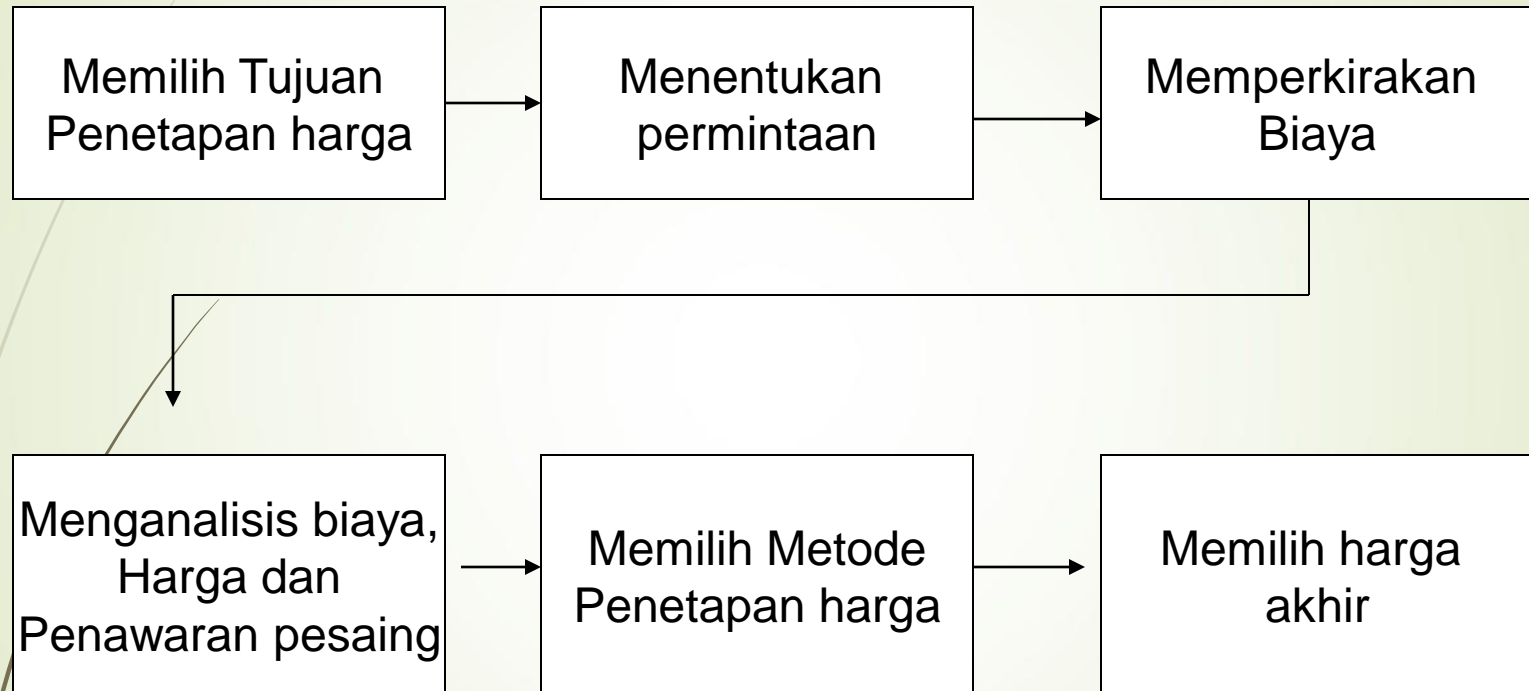 Memilih Tujuan
Penetapan harga
Menentukan
permintaan
Memperkirakan
Biaya
Menganalisis biaya,
Harga dan
Penawaran pesaing
Memilih Metode
Penetapan harga
Memilih harga
akhir